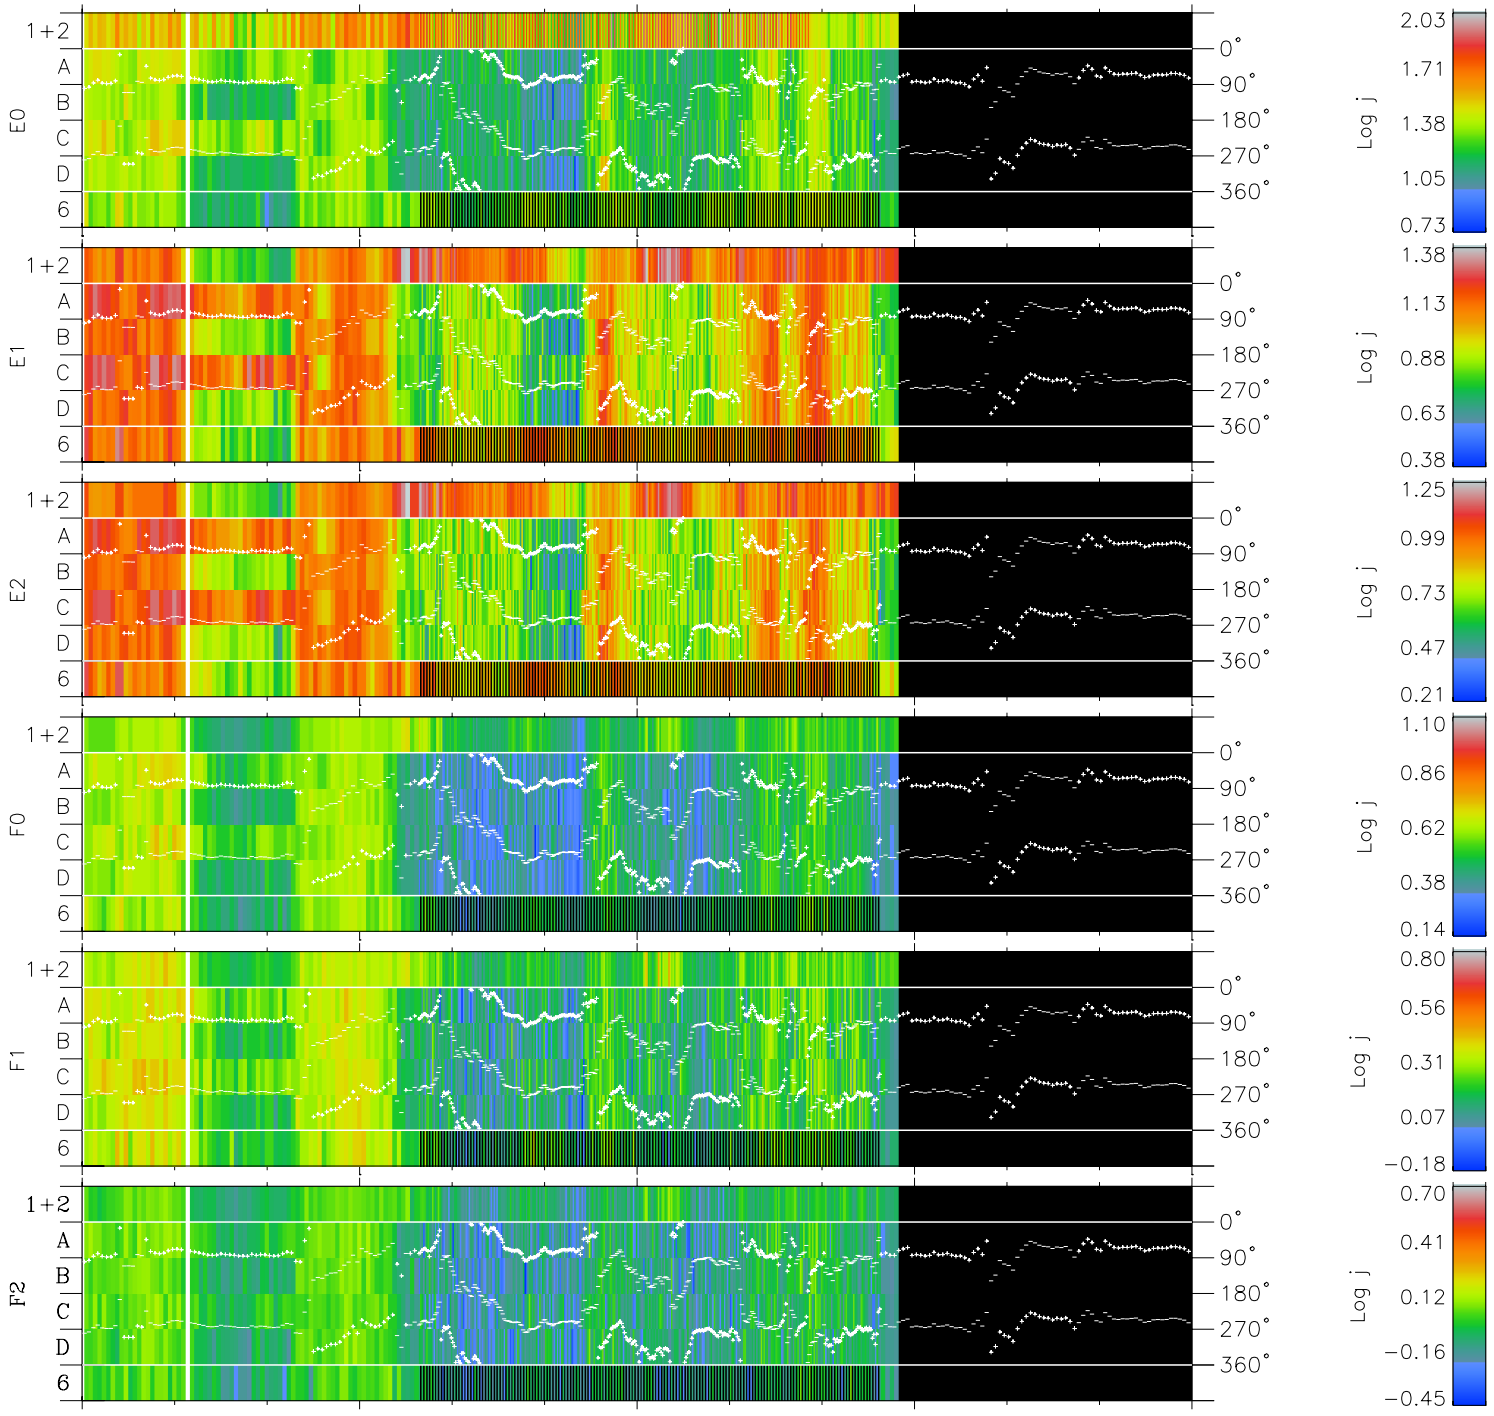 E0
1+2
A
B
C
D
6
0°
90°
180°
270°
360°
Log j
2.03
1.71
1.38
1.05
0.73
E1
1+2
A
B
C
D
6
0°
90°
180°
270°
360°
Log j
1.38
1.13
0.88
0.63
0.38
E2
1+2
A
B
C
D
6
0°
90°
180°
270°
360°
Log j
1.25
0.99
0.73
0.47
0.21
F0
1+2
A
B
C
D
6
0°
90°
180°
270°
360°
Log j
1.10
0.86
0.62
0.38
0.14
F1
1+2
A
B
C
D
6
0°
90°
180°
270°
360°
Log j
0.80
0.56
0.31
0.07
−0.18
F2
1+2
A
B
C
D
6
0°
90°
180°
270°
360°
Log j
0.70
0.41
0.12
−0.16
−0.45